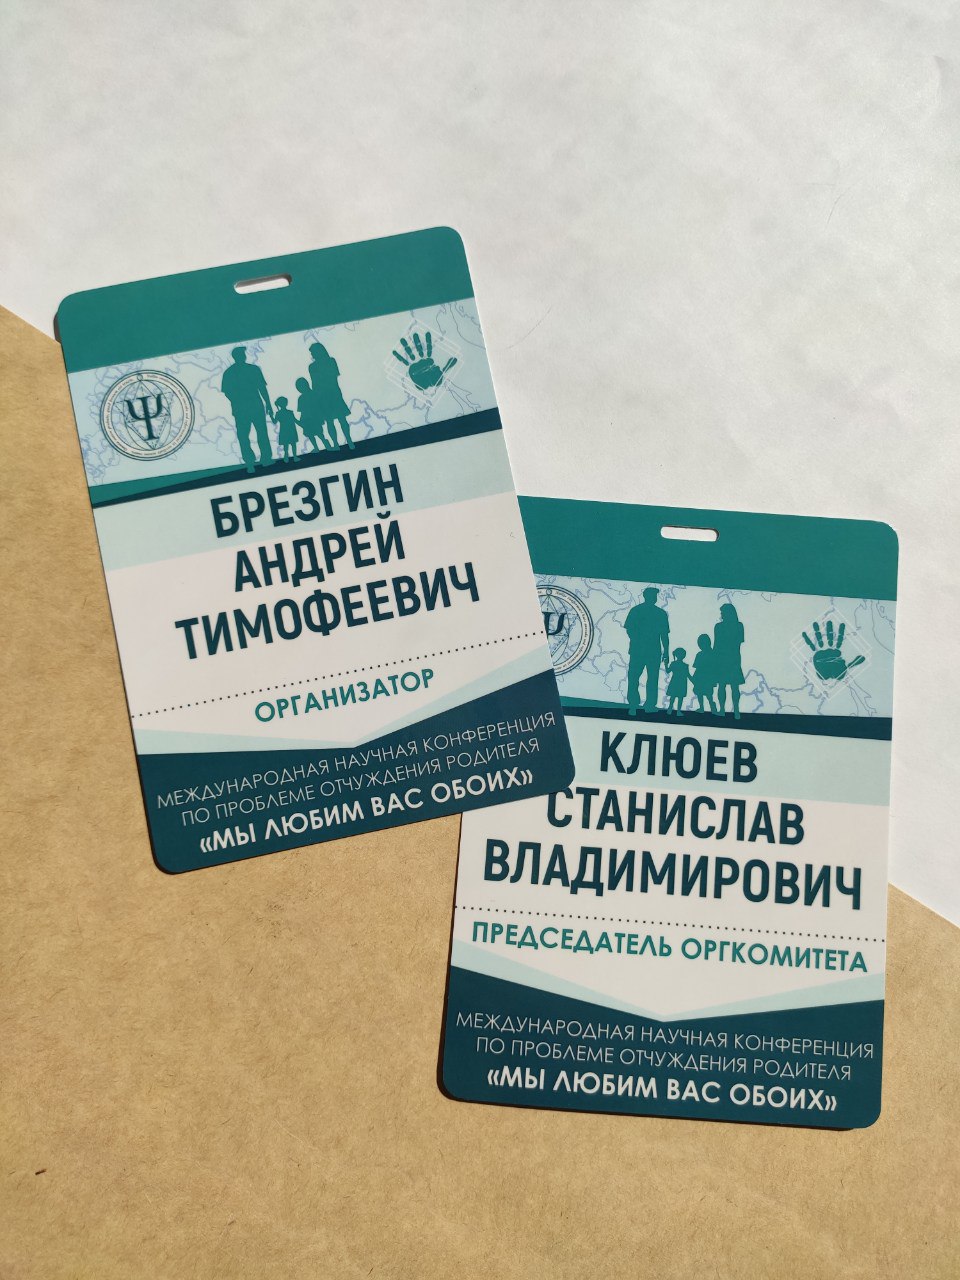 БРЕЗГИН
АНДРЕЙ
ТИМОФЕЕВИЧ
ОРГАНИЗАТОР
МЕЖДУНАРОДНАЯ НАУЧНАЯ КОНФЕРЕНЦИЯ
ПО ПРОБЛЕМЕ ОТЧУЖДЕНИЯ РОДИТЕЛЯ
«МЫ ЛЮБИМ ВАС ОБОИХ»
КЛЮЕВ
СТАНИСЛАВ
ВЛАДИМИРОВИЧ
ПРЕДСЕДАТЕЛЬ ОРГКОМИТЕТА
МЕЖДУНАРОДНАЯ НАУЧНАЯ КОНФЕРЕНЦИЯ
ПО ПРОБЛЕМЕ ОТЧУЖДЕНИЯ РОДИТЕЛЯ
«МЫ ЛЮБИМ ВАС ОБОИХ»